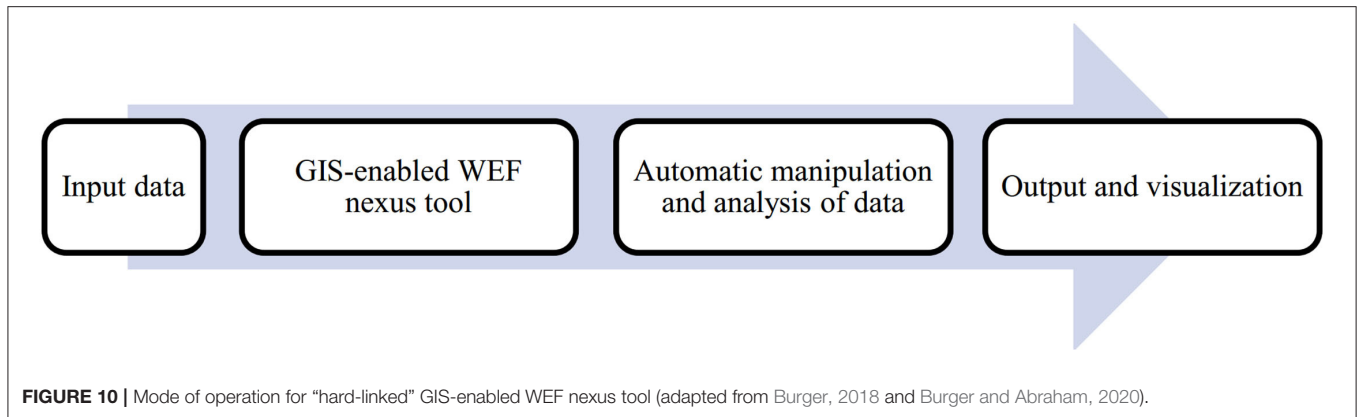 Input data
GIS-enabled WEF
nexus tool
Automatic manipulation
and analysis of data
Output and visualization
FIGURE 10 | Mode of operation for “hard-linked” GIS-enabled WEF nexus tool (adapted from Burger, 2018 and Burger and Abraham, 2020).